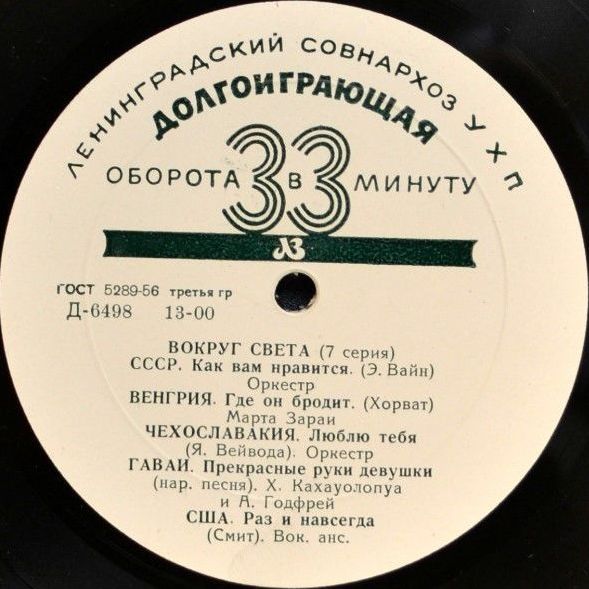 ЛЕНИНГРАДСКИЙ СОВНАРХОЗ УХП
ДОЛГОИГРАЮЩАЯ
ОБОРОТА 33 В МИНУТУ
ЛЗ
ГОСТ 5289-56 третья гр
Д-6498 13-00
ВОКРУГ СВЕТА (7 серия)
СССР. Как вам нравится. (Э. Вайн)
Оркестр
ВЕНГРИЯ. Где он бродит. (Хорват)
Марта Зараи
ЧЕХОСЛАВАКИЯ. Люблю тебя
(Я. Вейвода). Оркестр
ГАВАИ. Прекрасные руки девушки
(нар. песня). Х. Кахауолопуа
и А. Годфрей
США. Раз и навсегда
(Смит). Вок. анс.